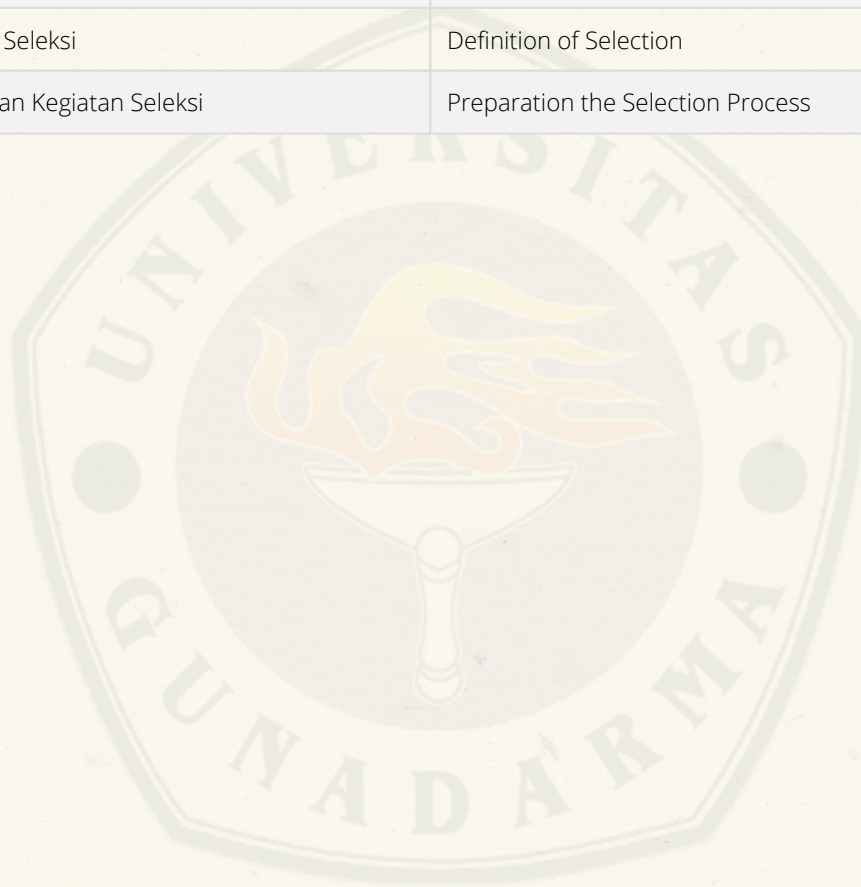 Seleksi Definition of Selection
an Kegiatan Seleksi Preparation the Selection Process
UNIVERSITAS
GUNADARMA